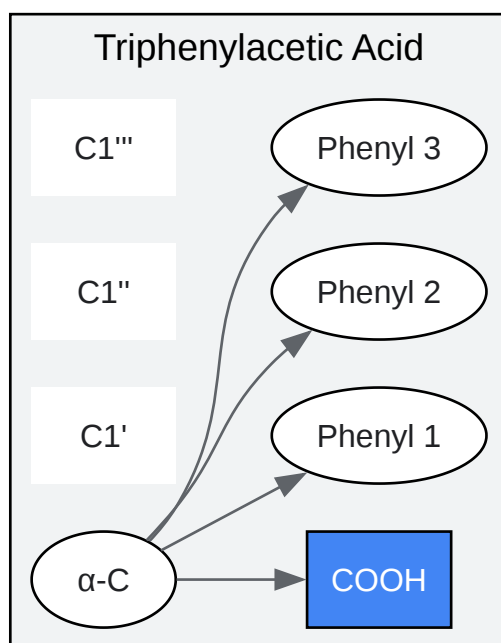 Triphenylacetic Acid
C1''' Phenyl 3
C1'' Phenyl 2
C1' Phenyl 1
α-C COOH